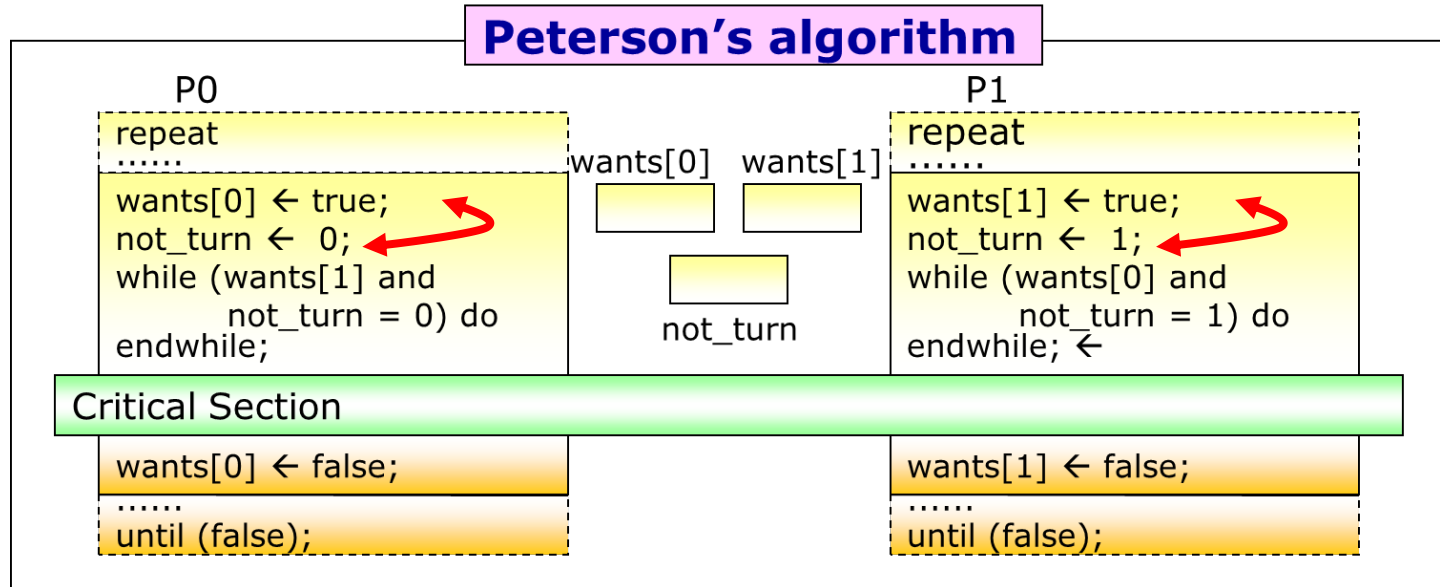 Peterson’s algorithm
P0
repeat
......
wants[0] ← true;
not_turn ← 0;
while (wants[1] and
not_turn = 0) do
endwhile;
wants[0] wants[1]
not_turn
P1
repeat
......
wants[1] ← true;
not_turn ← 1;
while (wants[0] and
not_turn = 1) do
endwhile; ←
Critical Section
wants[0] ← false;
......
until (false);
wants[1] ← false;
......
until (false);